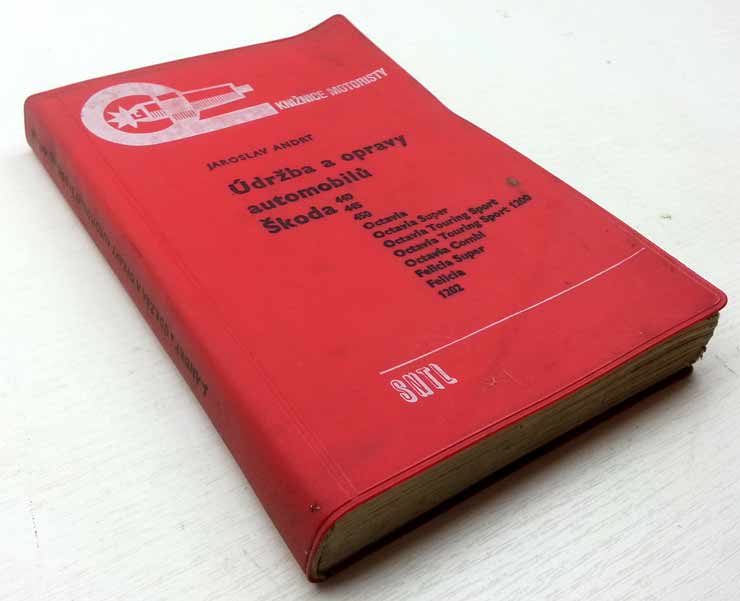 KNIŽNICE MOTORISTY
JAROSLAV ANDRT
Údržba a opravy
automobilů
Škoda 440
445
450
Octavia
Octavia Super
Octavia Touring Sport
Octavia Touring Sport 1200
Octavia Combi
Felicia Super
Felicia
1202
SNTL